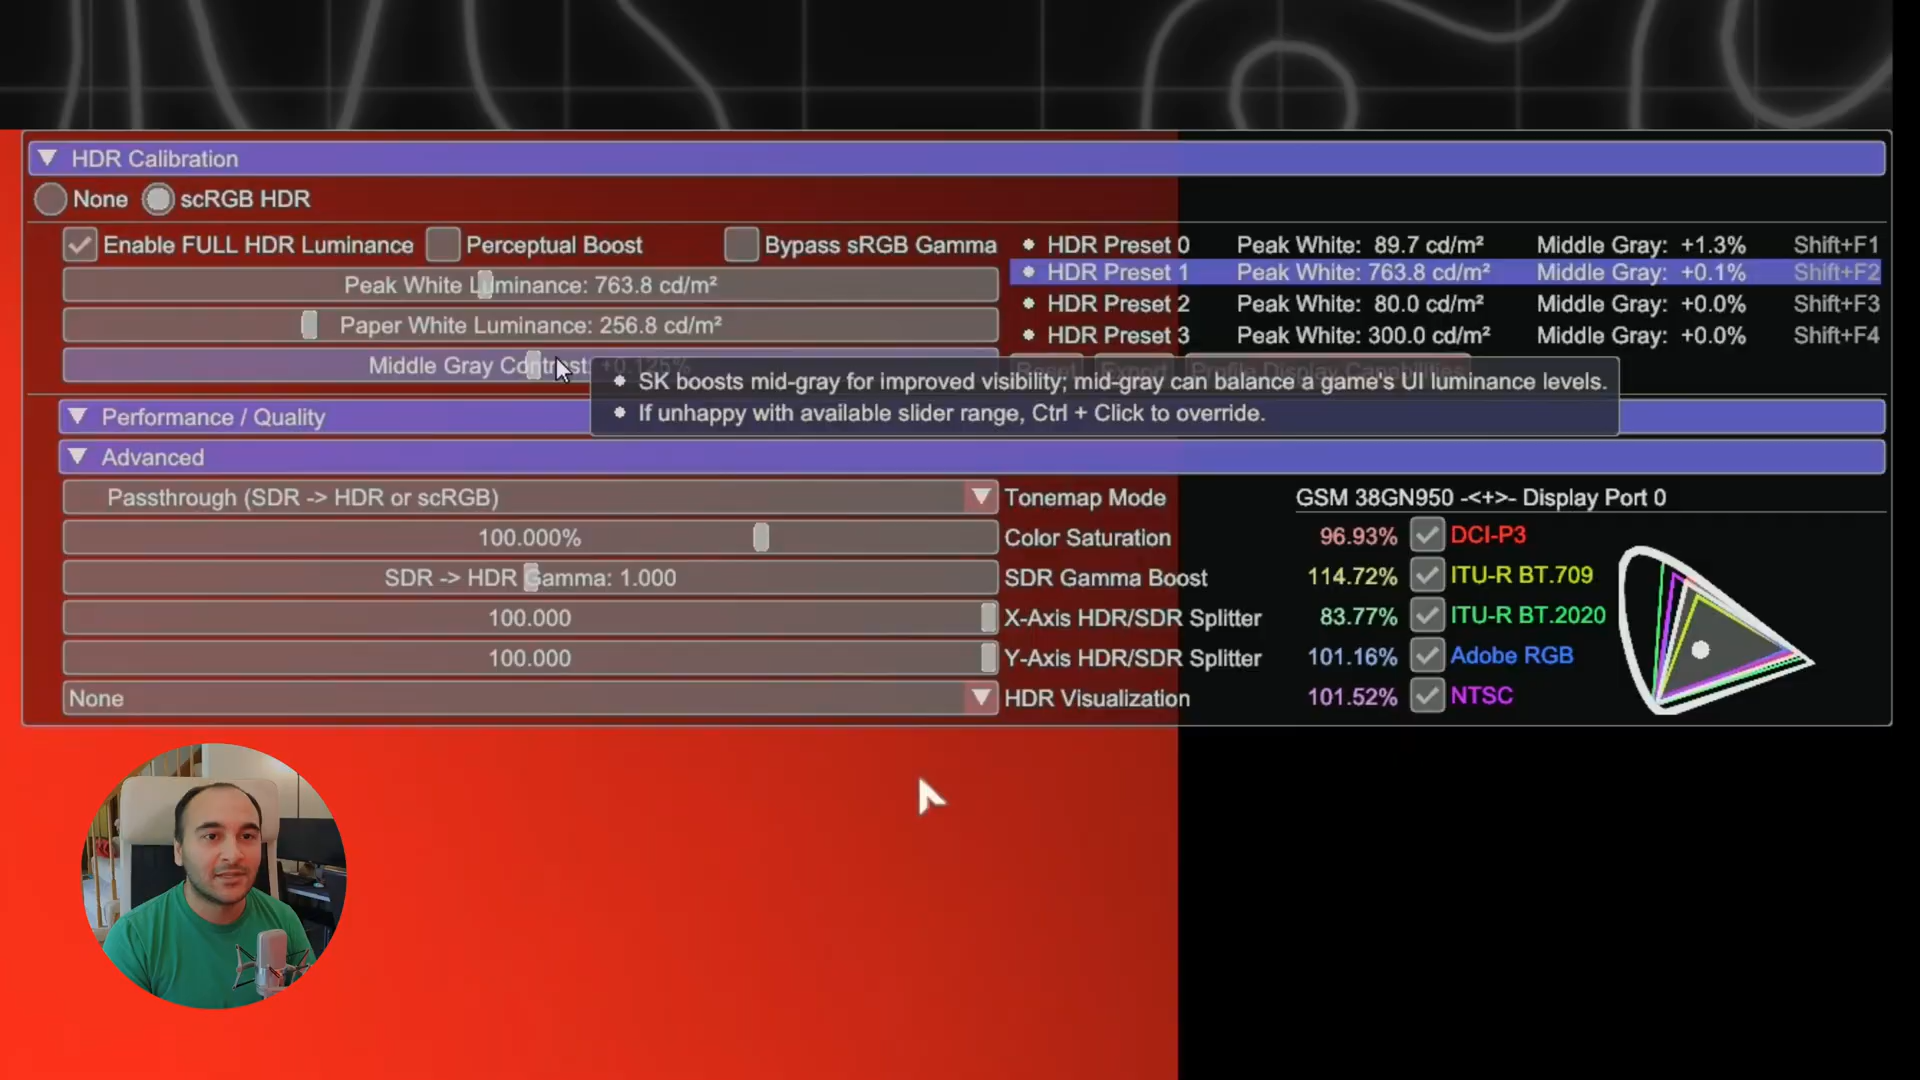 HDR Calibration
None scRGB HDR
Enable FULL HDR Luminance Perceptual Boost Bypass sRGB Gamma
Peak White Luminance: 763.8 cd/m²
Paper White Luminance: 256.8 cd/m²
Middle Gray Contrast: +0.125%
HDR Preset 0 Peak White: 89.7 cd/m² Middle Gray: +1.3% Shift+F1
HDR Preset 1 Peak White: 763.8 cd/m² Middle Gray: +0.1% Shift+F2
HDR Preset 2 Peak White: 80.0 cd/m² Middle Gray: +0.0% Shift+F3
HDR Preset 3 Peak White: 300.0 cd/m² Middle Gray: +0.0% Shift+F4
Reset Export Profile Display Capabilities
SK boosts mid-gray for improved visibility; mid-gray can balance a game's UI luminance levels.
If unhappy with available slider range, Ctrl + Click to override.
Performance / Quality
Advanced
Passthrough (SDR -> HDR or scRGB) Tonemap Mode
100.000% Color Saturation
SDR -> HDR Gamma: 1.000 SDR Gamma Boost
100.000 X-Axis HDR/SDR Splitter
100.000 Y-Axis HDR/SDR Splitter
None HDR Visualization
GSM 38GN950 -<+>- Display Port 0
96.93% DCI-P3
114.72% ITU-R BT.709
83.77% ITU-R BT.2020
101.16% Adobe RGB
101.52% NTSC